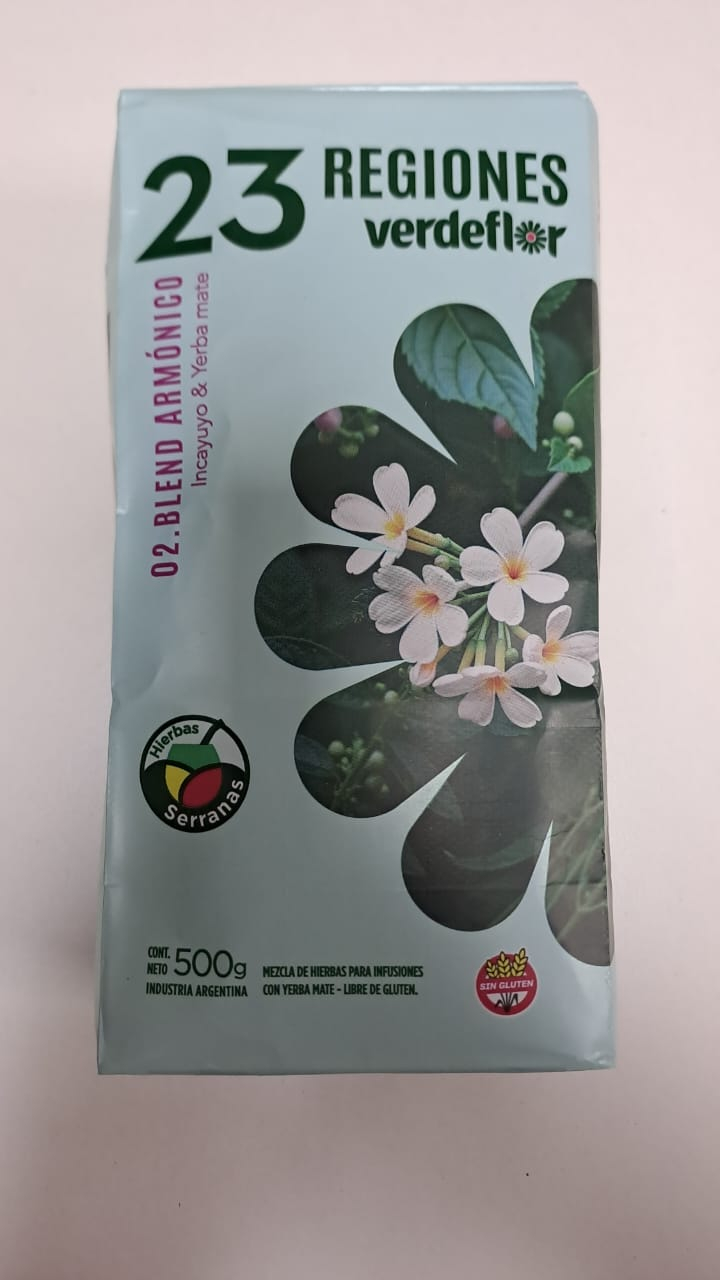 23 REGIONES
verdeflor
02. BLEND ARMÓNICO
Incayuyo & Yerba mate
Hierbas
Serranas
CONT.
NETO 500g
INDUSTRIA ARGENTINA
MEZCLA DE HIERBAS PARA INFUSIONES
CON YERBA MATE - LIBRE DE GLUTEN.
SIN GLUTEN